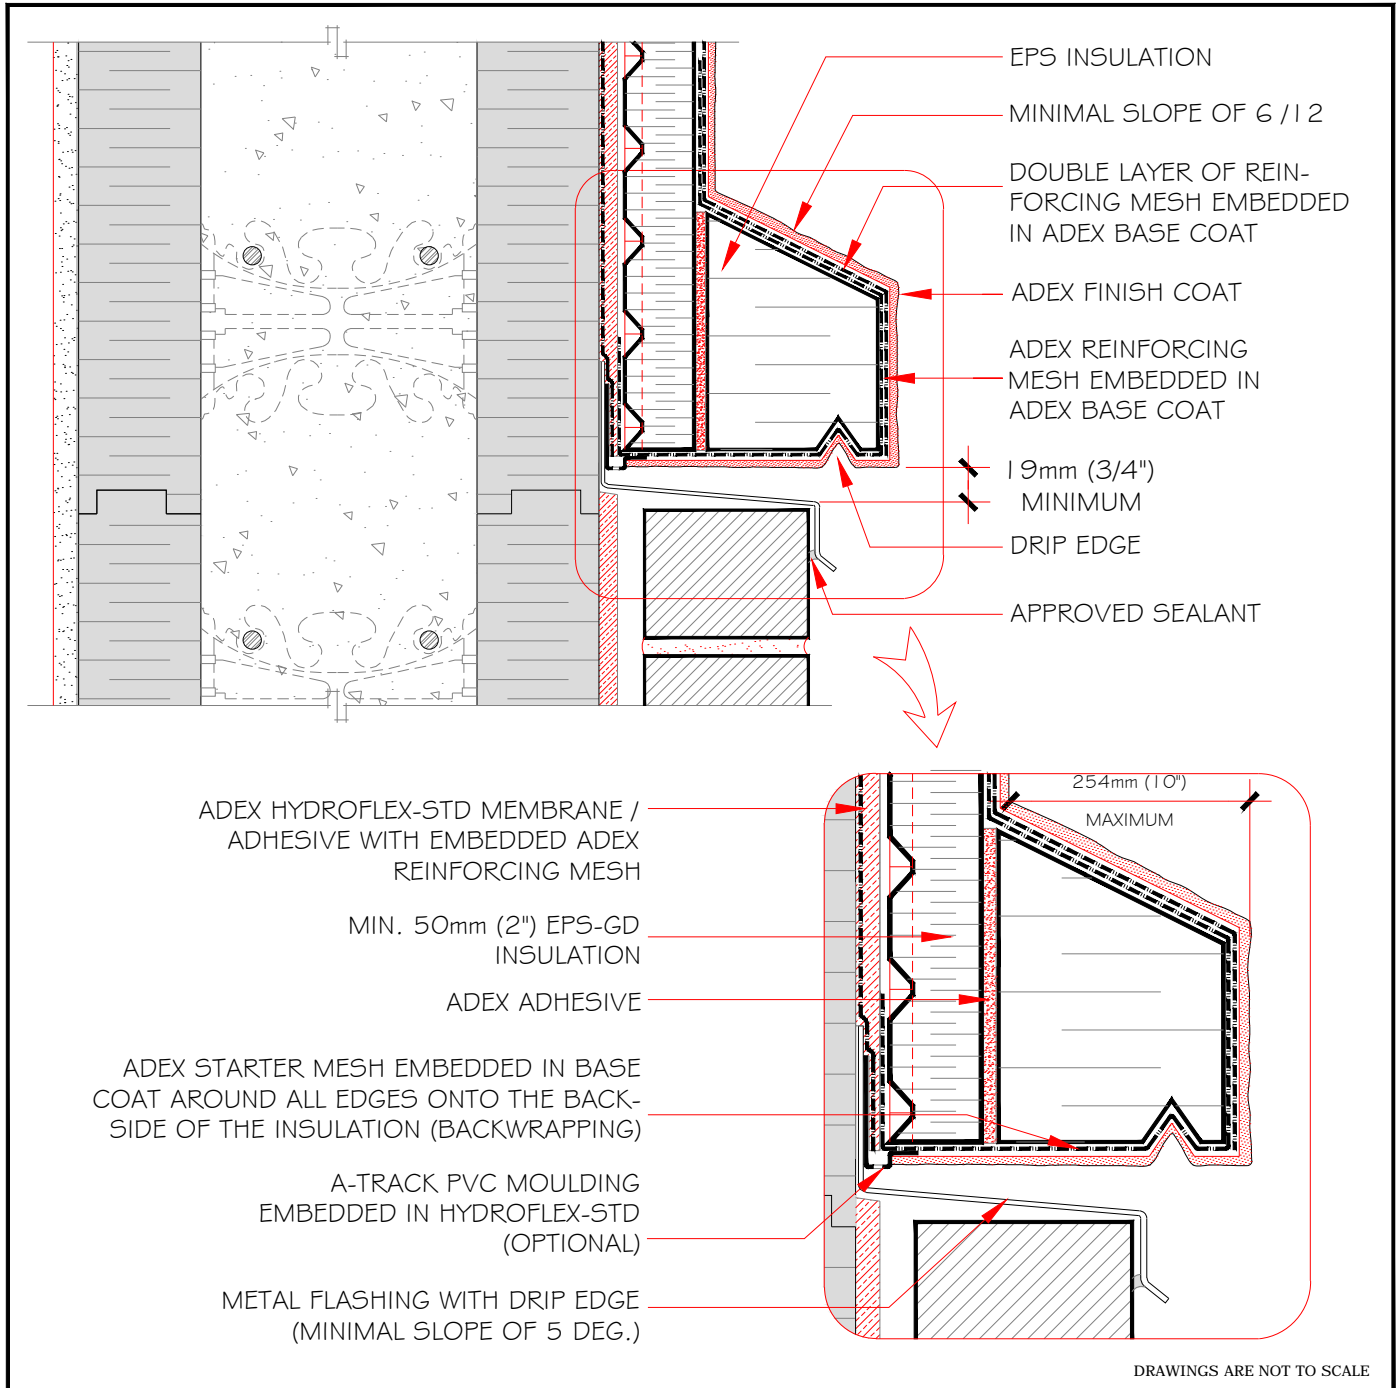 EPS INSULATION
MINIMAL SLOPE OF 6 /12
DOUBLE LAYER OF REIN-
FORCING MESH EMBEDDED
IN ADEX BASE COAT
ADEX FINISH COAT
ADEX REINFORCING
MESH EMBEDDED IN
ADEX BASE COAT
19mm (3/4")
MINIMUM
DRIP EDGE
APPROVED SEALANT
254mm (10")
MAXIMUM
ADEX HYDROFLEX-STD MEMBRANE /
ADHESIVE WITH EMBEDDED ADEX
REINFORCING MESH
MIN. 50mm (2") EPS-GD
INSULATION
ADEX ADHESIVE
ADEX STARTER MESH EMBEDDED IN BASE
COAT AROUND ALL EDGES ONTO THE BACK-
SIDE OF THE INSULATION (BACKWRAPPING)
A-TRACK PVC MOULDING
EMBEDDED IN HYDROFLEX-STD
(OPTIONAL)
METAL FLASHING WITH DRIP EDGE
(MINIMAL SLOPE OF 5 DEG.)
DRAWINGS ARE NOT TO SCALE